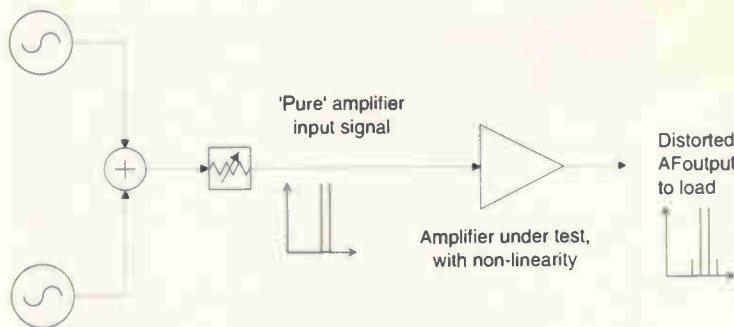 'Pure' amplifier
input signal
Distorted
AFoutput
to load
Amplifier under test,
with non-linearity